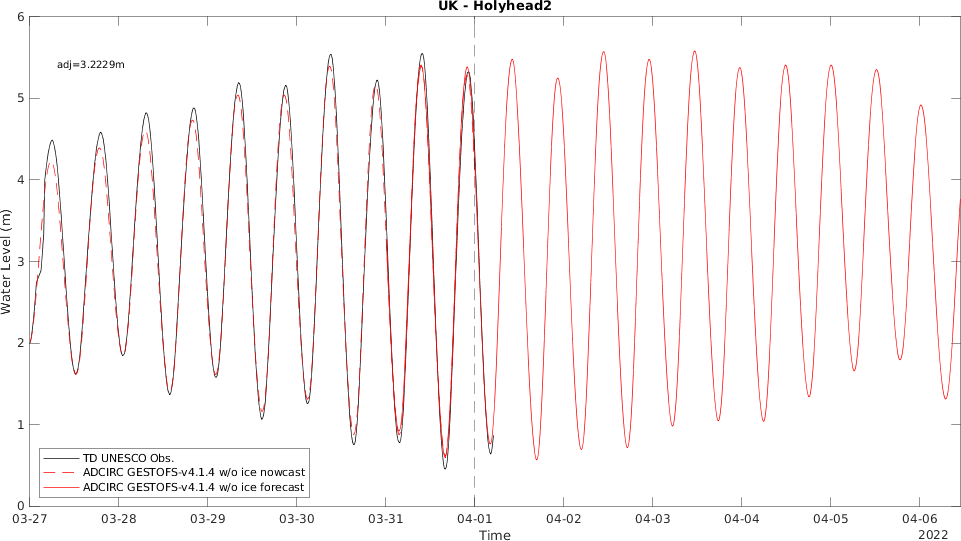 UK - Holyhead2
adj=3.2229m
Water Level (m)
6
5
4
3
2
1
0
TD UNESCO Obs.
ADCIRC GESTOFS-v4.1.4 w/o ice nowcast
ADCIRC GESTOFS-v4.1.4 w/o ice forecast
03-27 03-28 03-29 03-30 03-31 04-01 04-02 04-03 04-04 04-05 04-06
Time
2022